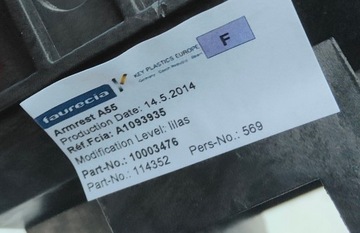 faurecia
KEY PLASTICS EUROPE
F
Armrest A55
Production Date: 14.5.2014
Réf.Fcia: A1093935
Modification Level: lilas
Part-No.: 10003476
Pers-No.: 569
Part-No.: 114352